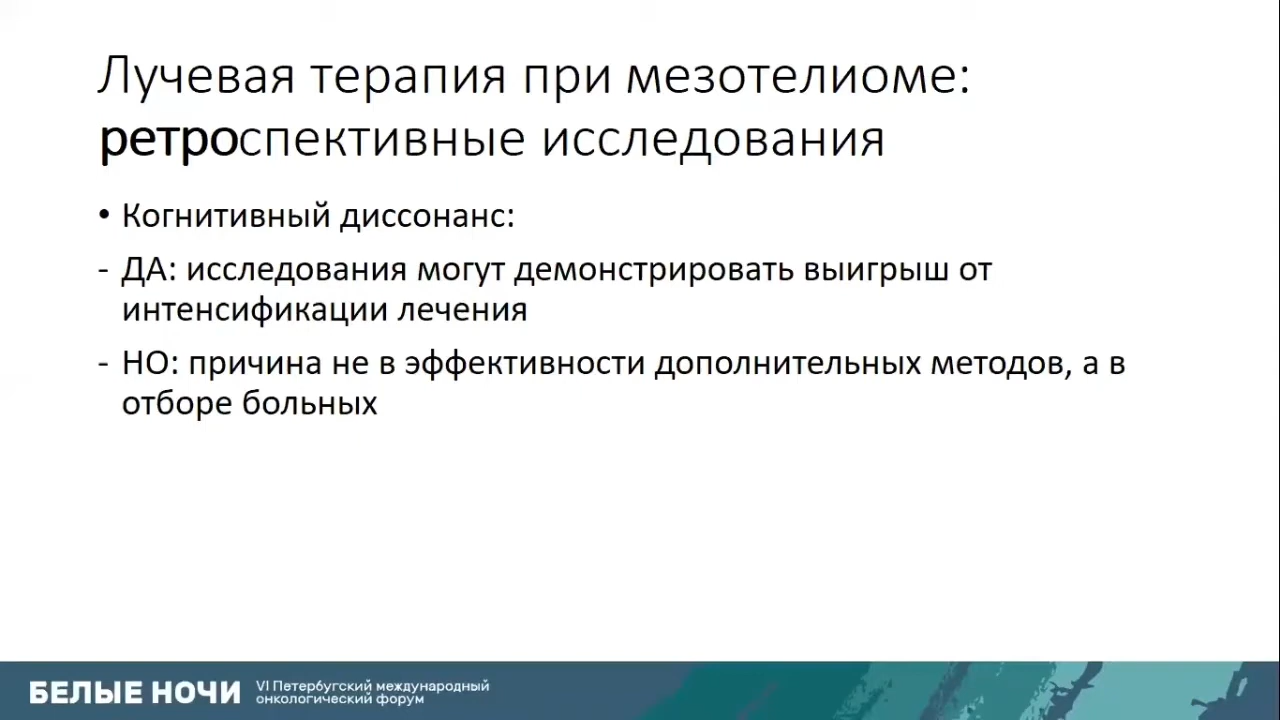 Лучевая терапия при мезотелиоме:
ретроспективные исследования
• Когнитивный диссонанс:
- ДА: исследования могут демонстрировать выигрыш от
интенсификации лечения
- НО: причина не в эффективности дополнительных методов, а в
отборе больных
БЕЛЫЕ НОЧИ
VI Петербургский международный
онкологический форум